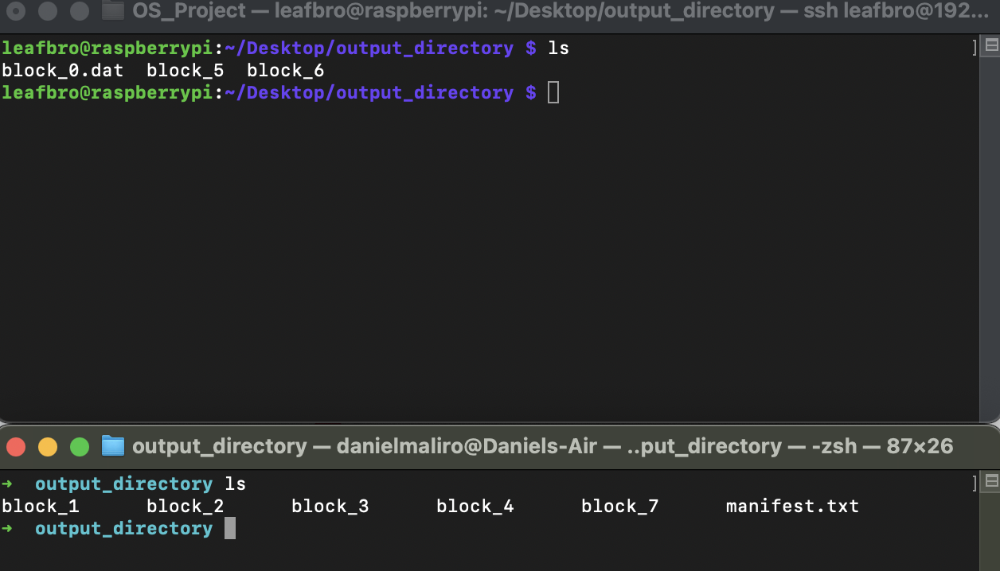 OS_Project — leafbro@raspberrypi: ~/Desktop/output_directory — ssh leafbro@192...
leafbro@raspberrypi:~/Desktop/output_directory $ ls
block_0.dat  block_5  block_6
leafbro@raspberrypi:~/Desktop/output_directory $
output_directory — danielmaliro@Daniels-Air — ..put_directory — -zsh — 87×26
➜  output_directory ls
block_1      block_2      block_3      block_4      block_7      manifest.txt
➜  output_directory